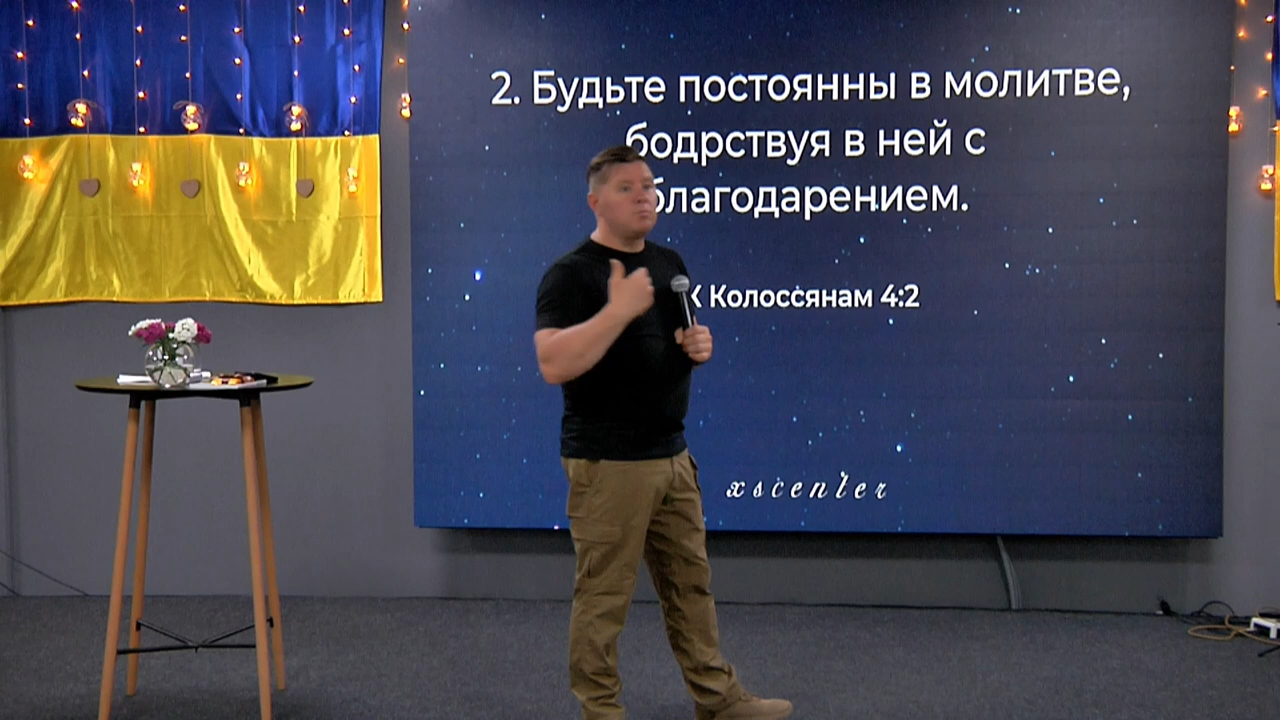 2. Будьте постоянны в молитве,
бодрствуя в ней с
благодарением.
К Колоссянам 4:2
xscenter